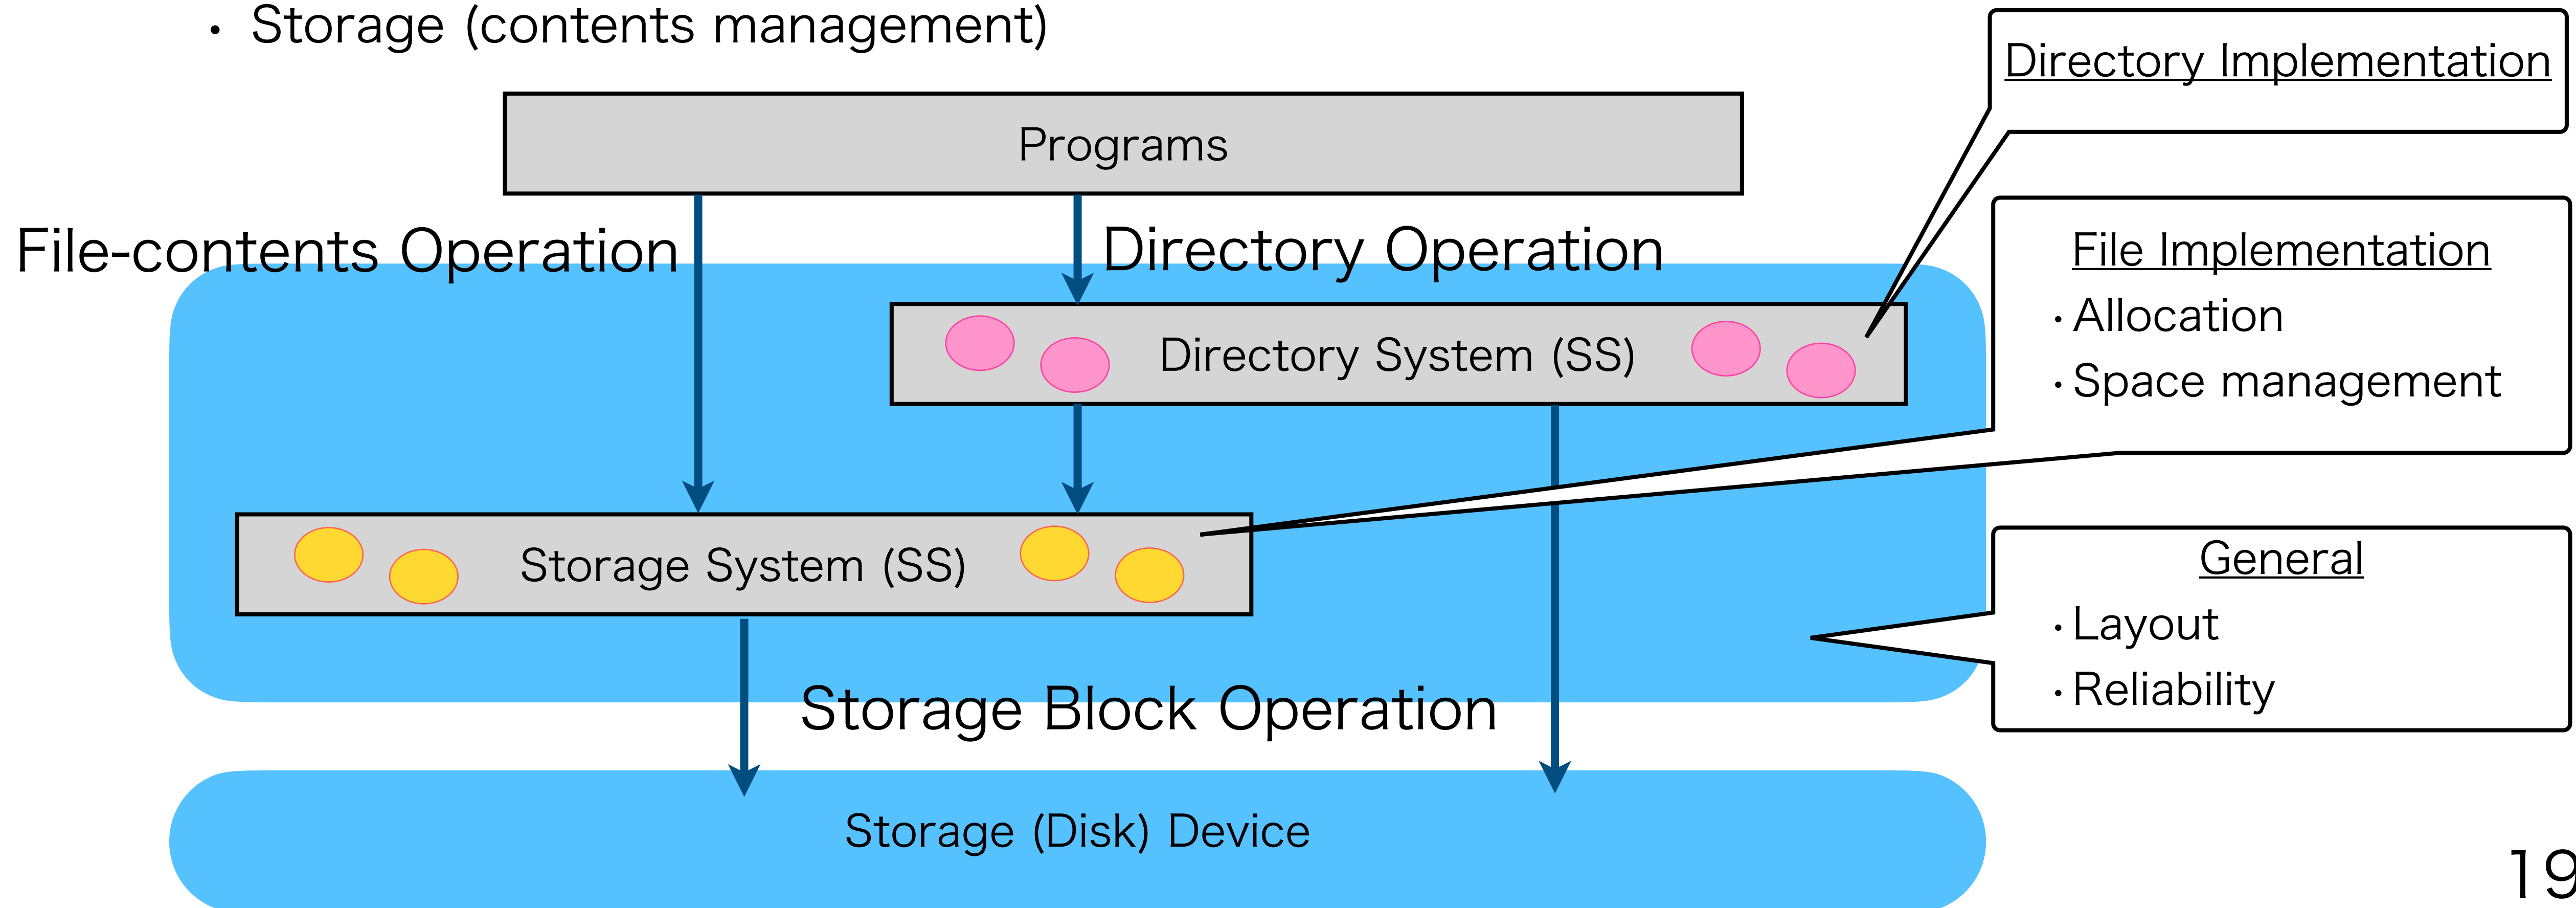 ・ Storage (contents management)
Directory Implementation
Programs
File-contents Operation
Directory Operation
File Implementation
・Allocation
・Space management
Directory System (SS)
Storage System (SS)
General
・Layout
・Reliability
Storage Block Operation
Storage (Disk) Device
19